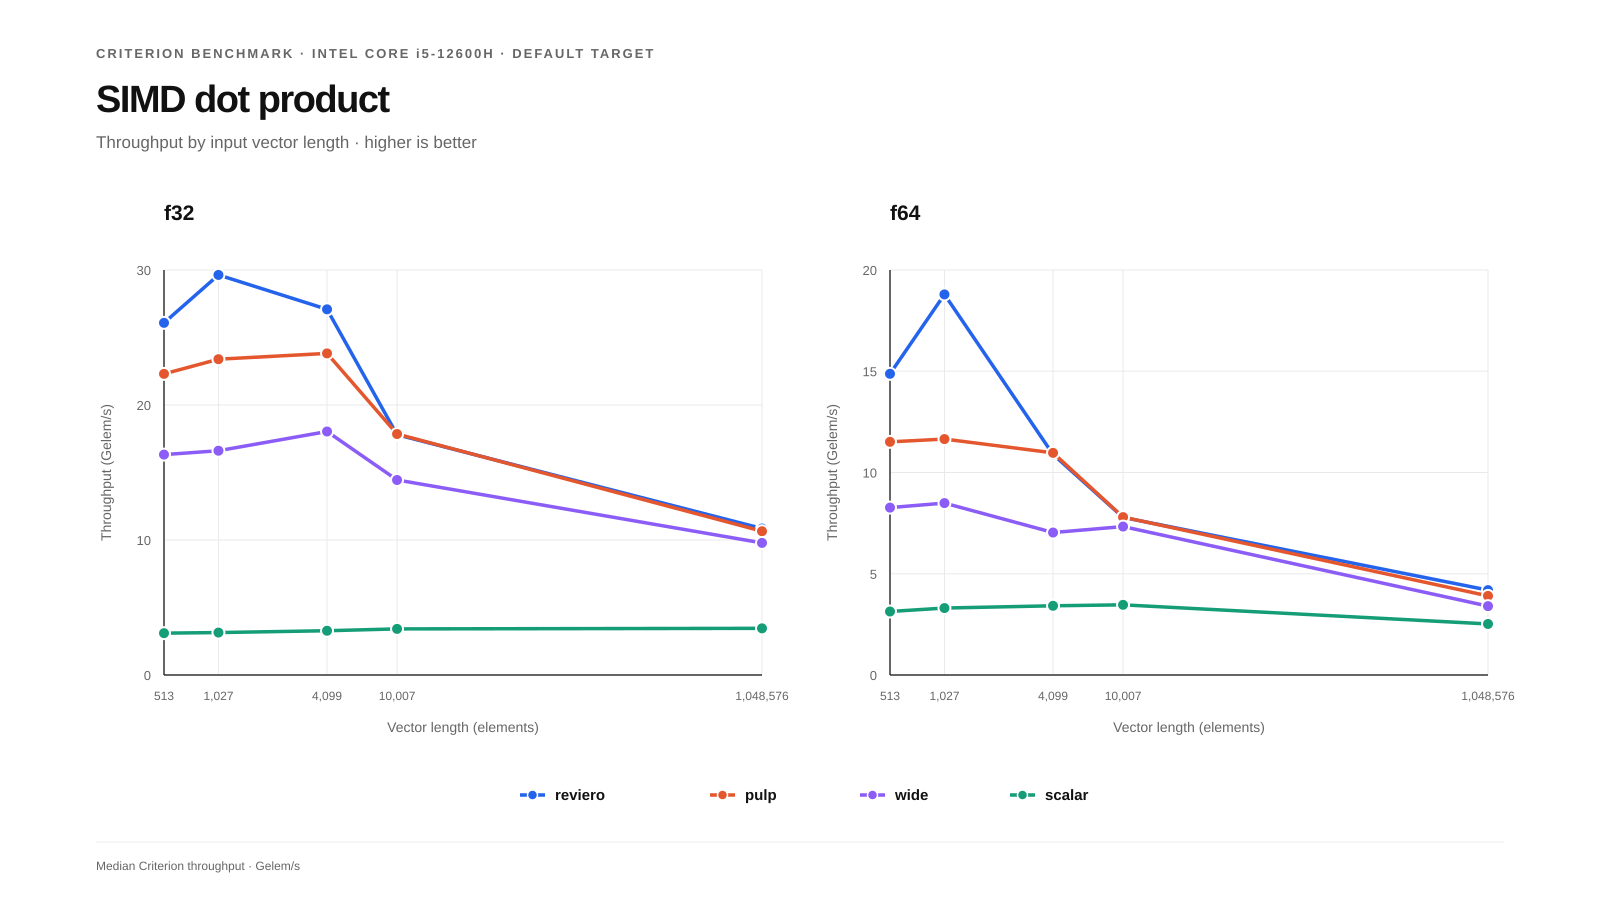 CRITERION BENCHMARK · INTEL CORE i5-12600H · DEFAULT TARGET
SIMD dot product
Throughput by input vector length · higher is better
f32
30
20
10
0
Throughput (Gelem/s)
513 1,027 4,099 10,007 1,048,576
Vector length (elements)
f64
20
15
10
5
0
Throughput (Gelem/s)
513 1,027 4,099 10,007 1,048,576
Vector length (elements)
reviero pulp wide scalar
Median Criterion throughput · Gelem/s